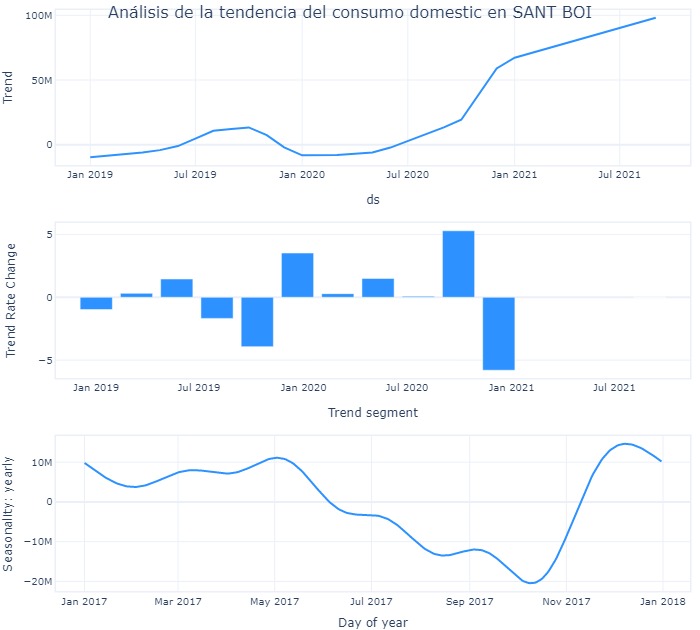 Análisis de la tendencia del consumo domestic en SANT BOI
100M
50M
0
Trend
Jan 2019 Jul 2019 Jan 2020 Jul 2020 Jan 2021 Jul 2021
ds
5
0
−5
Trend Rate Change
Jan 2019 Jul 2019 Jan 2020 Jul 2020 Jan 2021 Jul 2021
Trend segment
10M
0
−10M
−20M
Seasonality: yearly
Jan 2017 Mar 2017 May 2017 Jul 2017 Sep 2017 Nov 2017 Jan 2018
Day of year